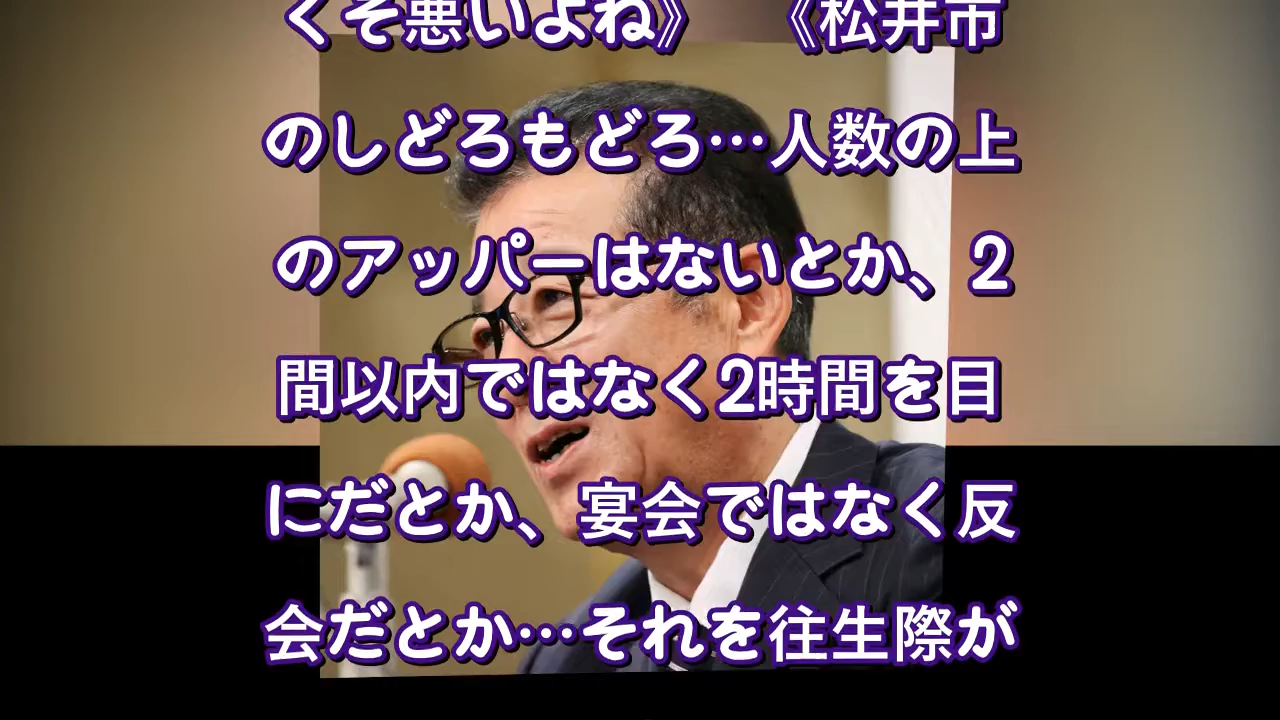 くそ悪いよね》　《松井市
のしどろもどろ…人数の上
のアッパーはないとか、2
間以内ではなく2時間を目
にだとか、宴会ではなく反
会だとか…それを往生際が